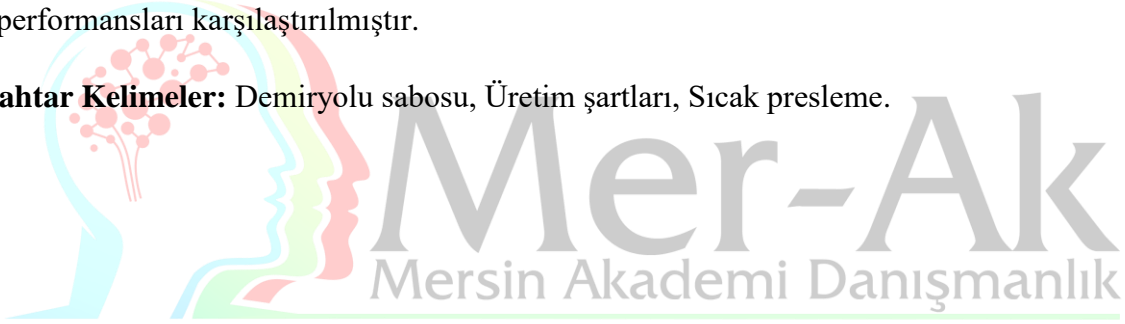 performansları karşılaştırılmıştır.
ahtar Kelimeler: Demiryolu sabosu, Üretim şartları, Sıcak presleme.
Mer-Ak
Mersin Akademi Danışmanlık